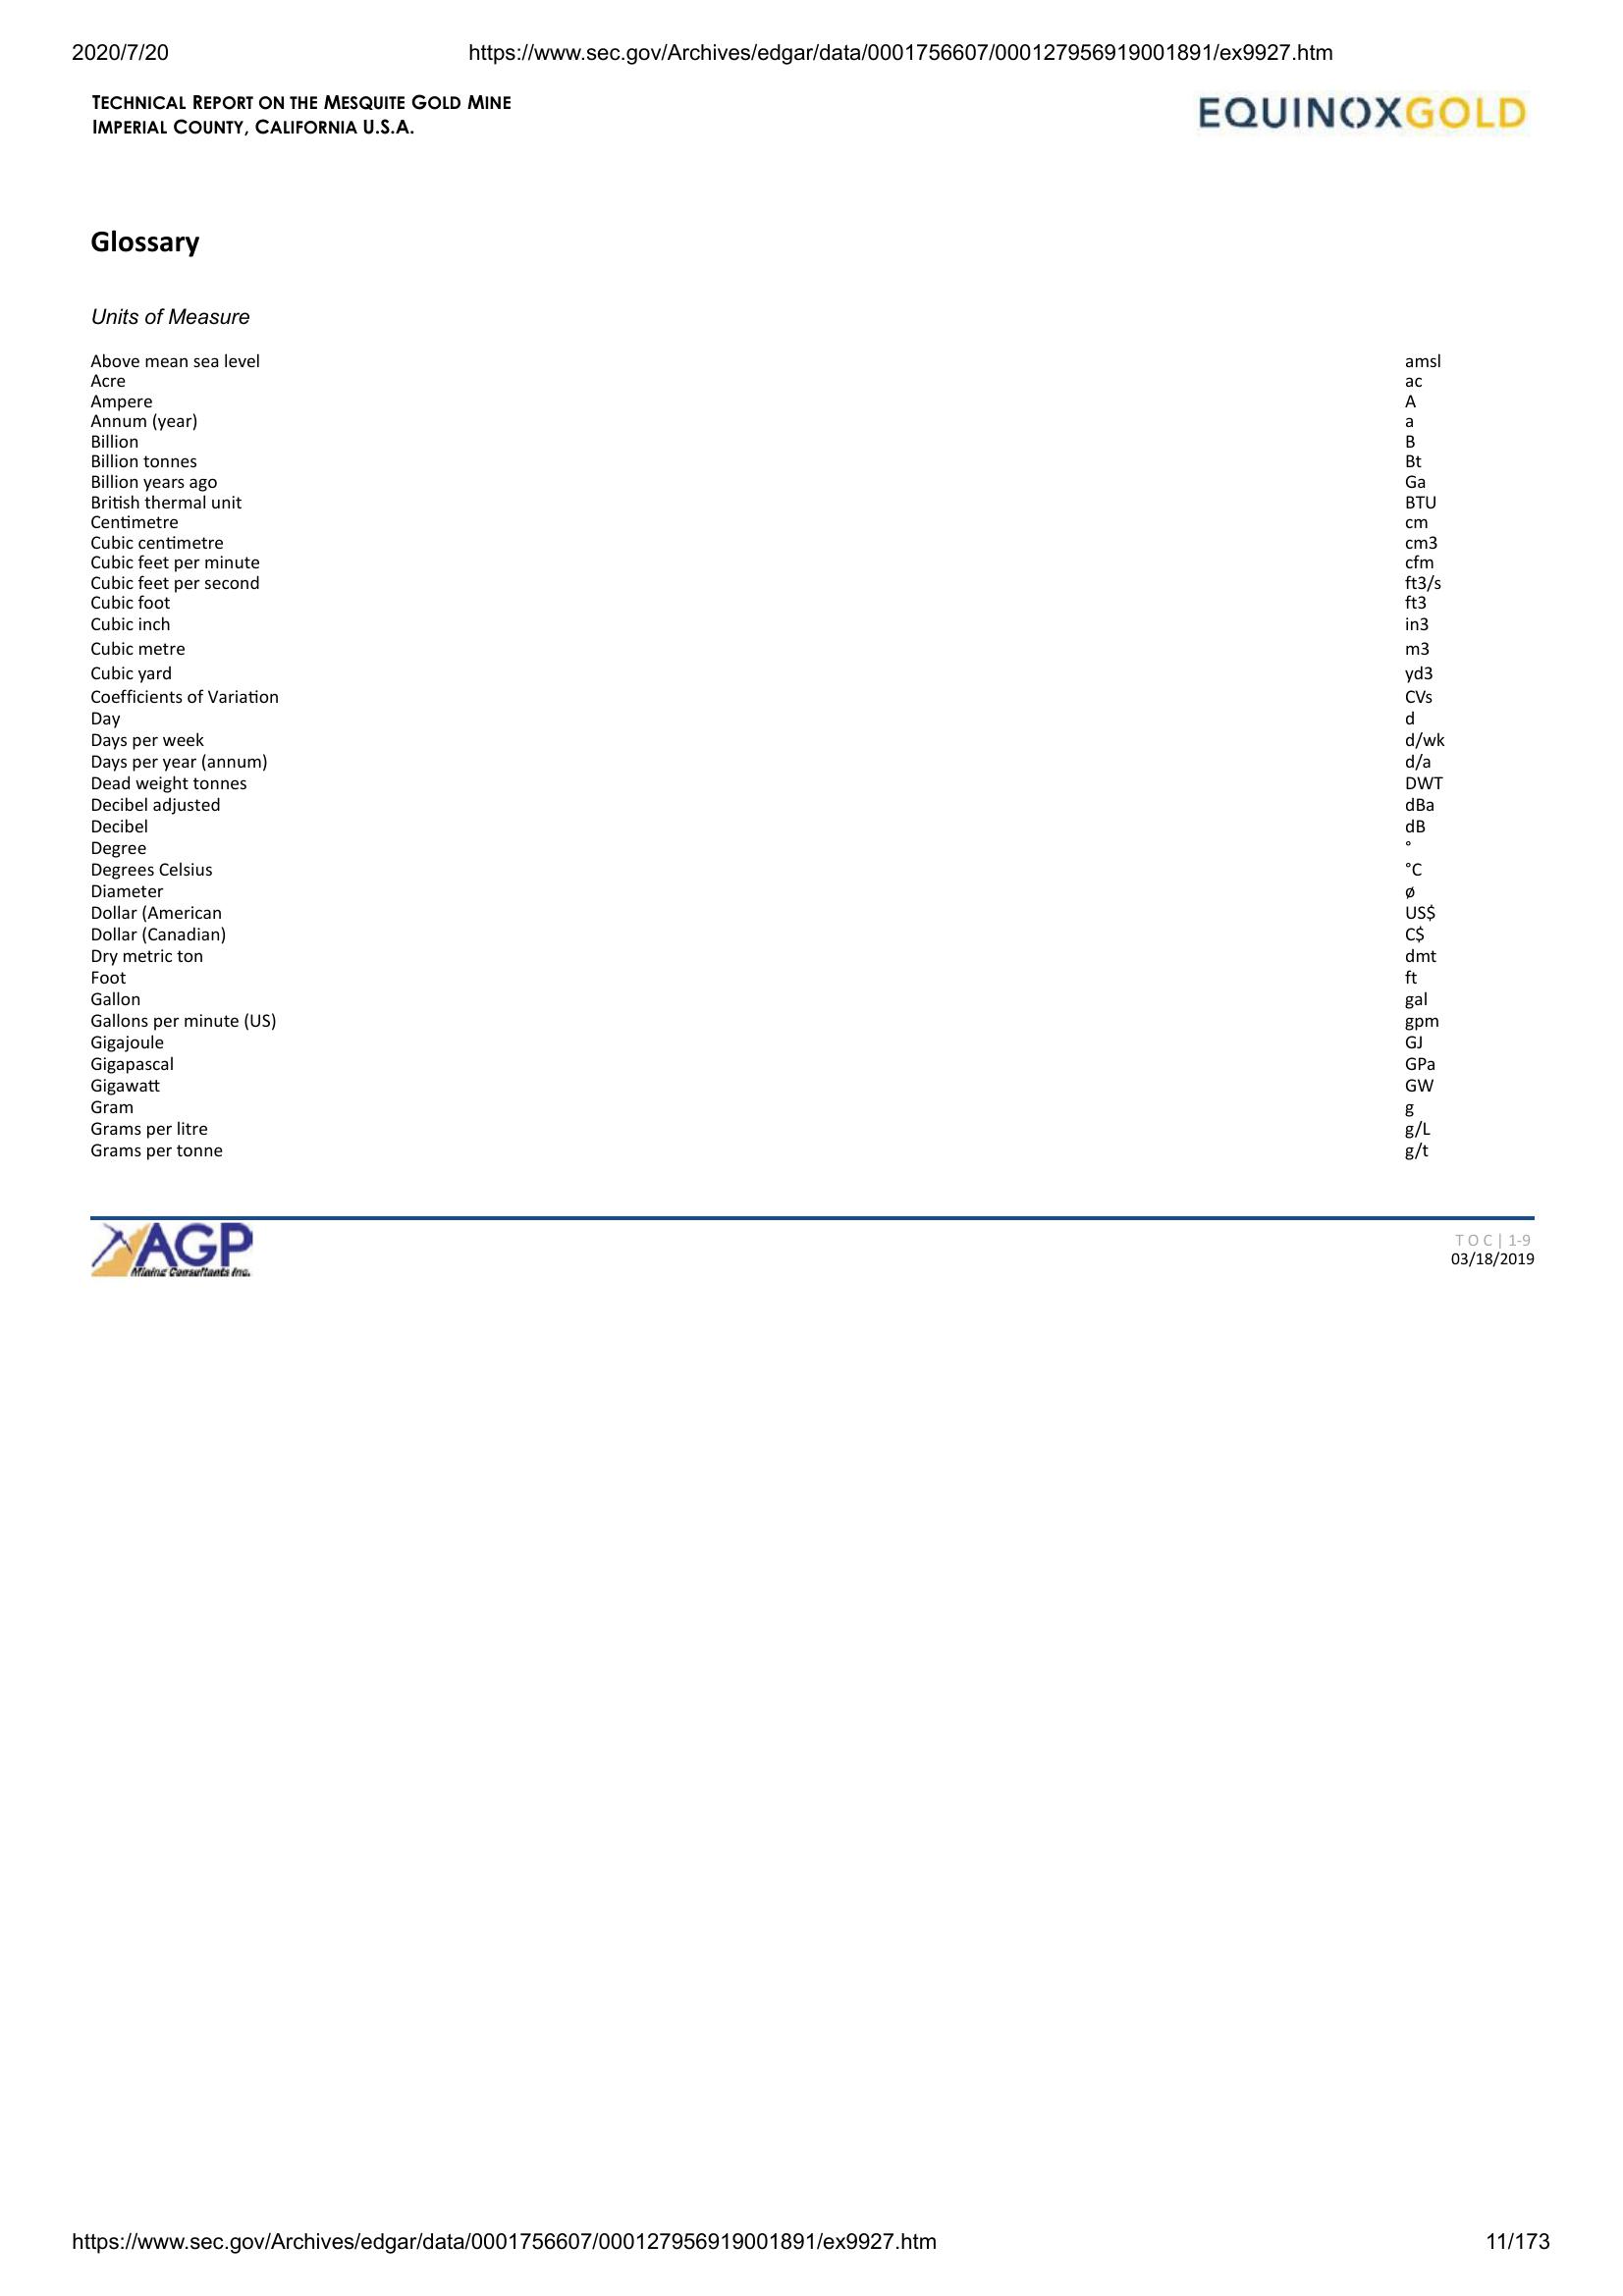 2020/7/20 https://www.sec.gov/Archives/edgar/data/0001756607/000127956919001891/ex9927.htm
TECHNICAL REPORT ON THE MESQUITE GOLD MINE
IMPERIAL COUNTY, CALIFORNIA U.S.A.
EQUINOXGOLD
Glossary
Units of Measure
Above mean sea level amsl
Acre ac
Ampere A
Annum (year) a
Billion B
Billion tonnes Bt
Billion years ago Ga
British thermal unit BTU
Centimetre cm
Cubic centimetre cm3
Cubic feet per minute cfm
Cubic feet per second ft3/s
Cubic foot ft3
Cubic inch in3
Cubic metre m3
Cubic yard yd3
Coefficients of Variation CVs
Day d
Days per week d/wk
Days per year (annum) d/a
Dead weight tonnes DWT
Decibel adjusted dBa
Decibel dB
Degree °
Degrees Celsius °C
Diameter ø
Dollar (American US$
Dollar (Canadian) C$
Dry metric ton dmt
Foot ft
Gallon gal
Gallons per minute (US) gpm
Gigajoule GJ
Gigapascal GPa
Gigawatt GW
Gram g
Grams per litre g/L
Grams per tonne g/t
AGP
Mining Consultants Inc.
T O C | 1-9
03/18/2019
https://www.sec.gov/Archives/edgar/data/0001756607/000127956919001891/ex9927.htm 11/173